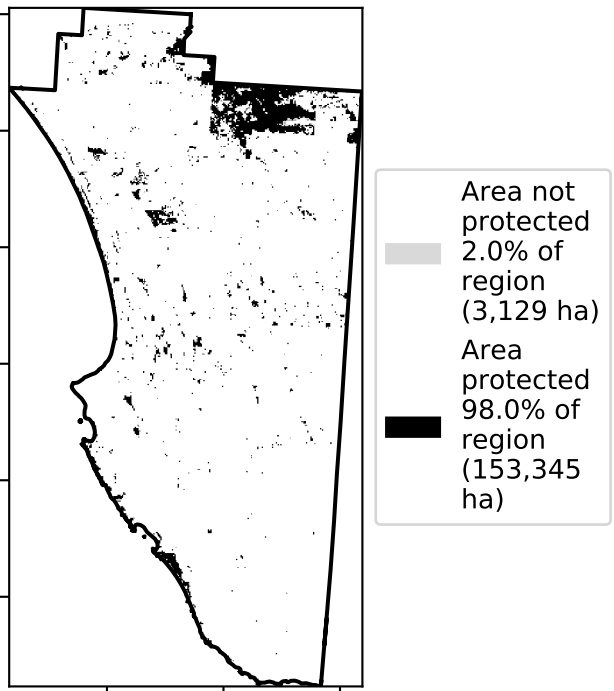 Area not
protected
2.0% of
region
(3,129 ha)
Area
protected
98.0% of
region
(153,345
ha)